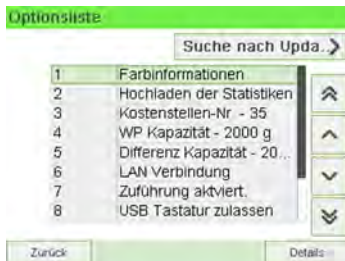 Optionsliste
Suche nach Upda..
1 Farbinformationen
2 Hochladen der Statistiken
3 Kostenstellen-Nr - 35
4 WP Kapazität - 2000 g
5 Differenz Kapazität - 20...
6 LAN Verbindung
7 Zuführung aktviert.
8 USB Tastatur zulassen
Zurück Details